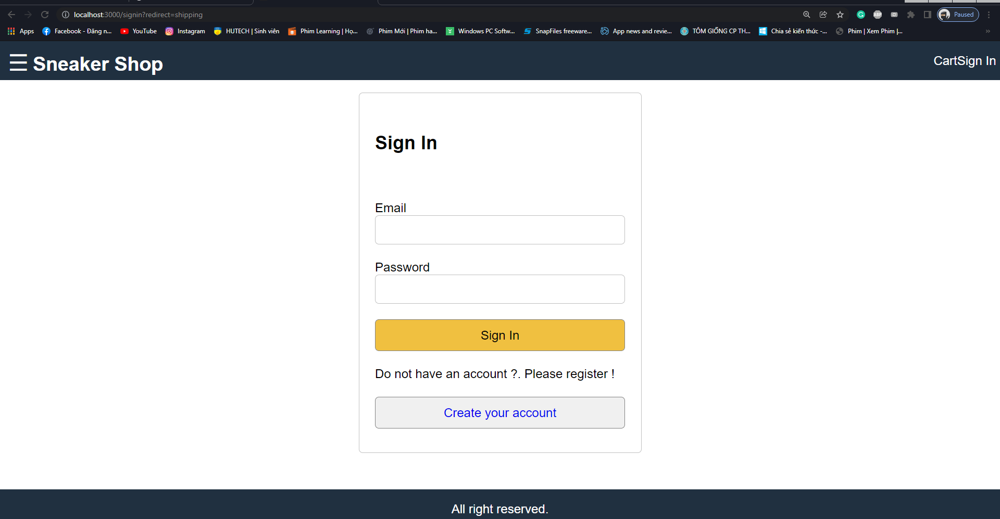 localhost:3000/signin?redirect=shipping
ABP
Paused
Apps Facebook - Đăng n... YouTube Instagram HUTECH | Sinh viên Phim Learning | Họ... Phim Mới | Phim ha... Windows PC Softw... SnapFiles freeware... App news and revie... TÔM GIỐNG CP TH... Chia sẻ kiến thức -... Phim | Xem Phim |...
Sneaker Shop
CartSign In
Sign In
Email
Password
Sign In
Do not have an account ?. Please register !
Create your account
All right reserved.